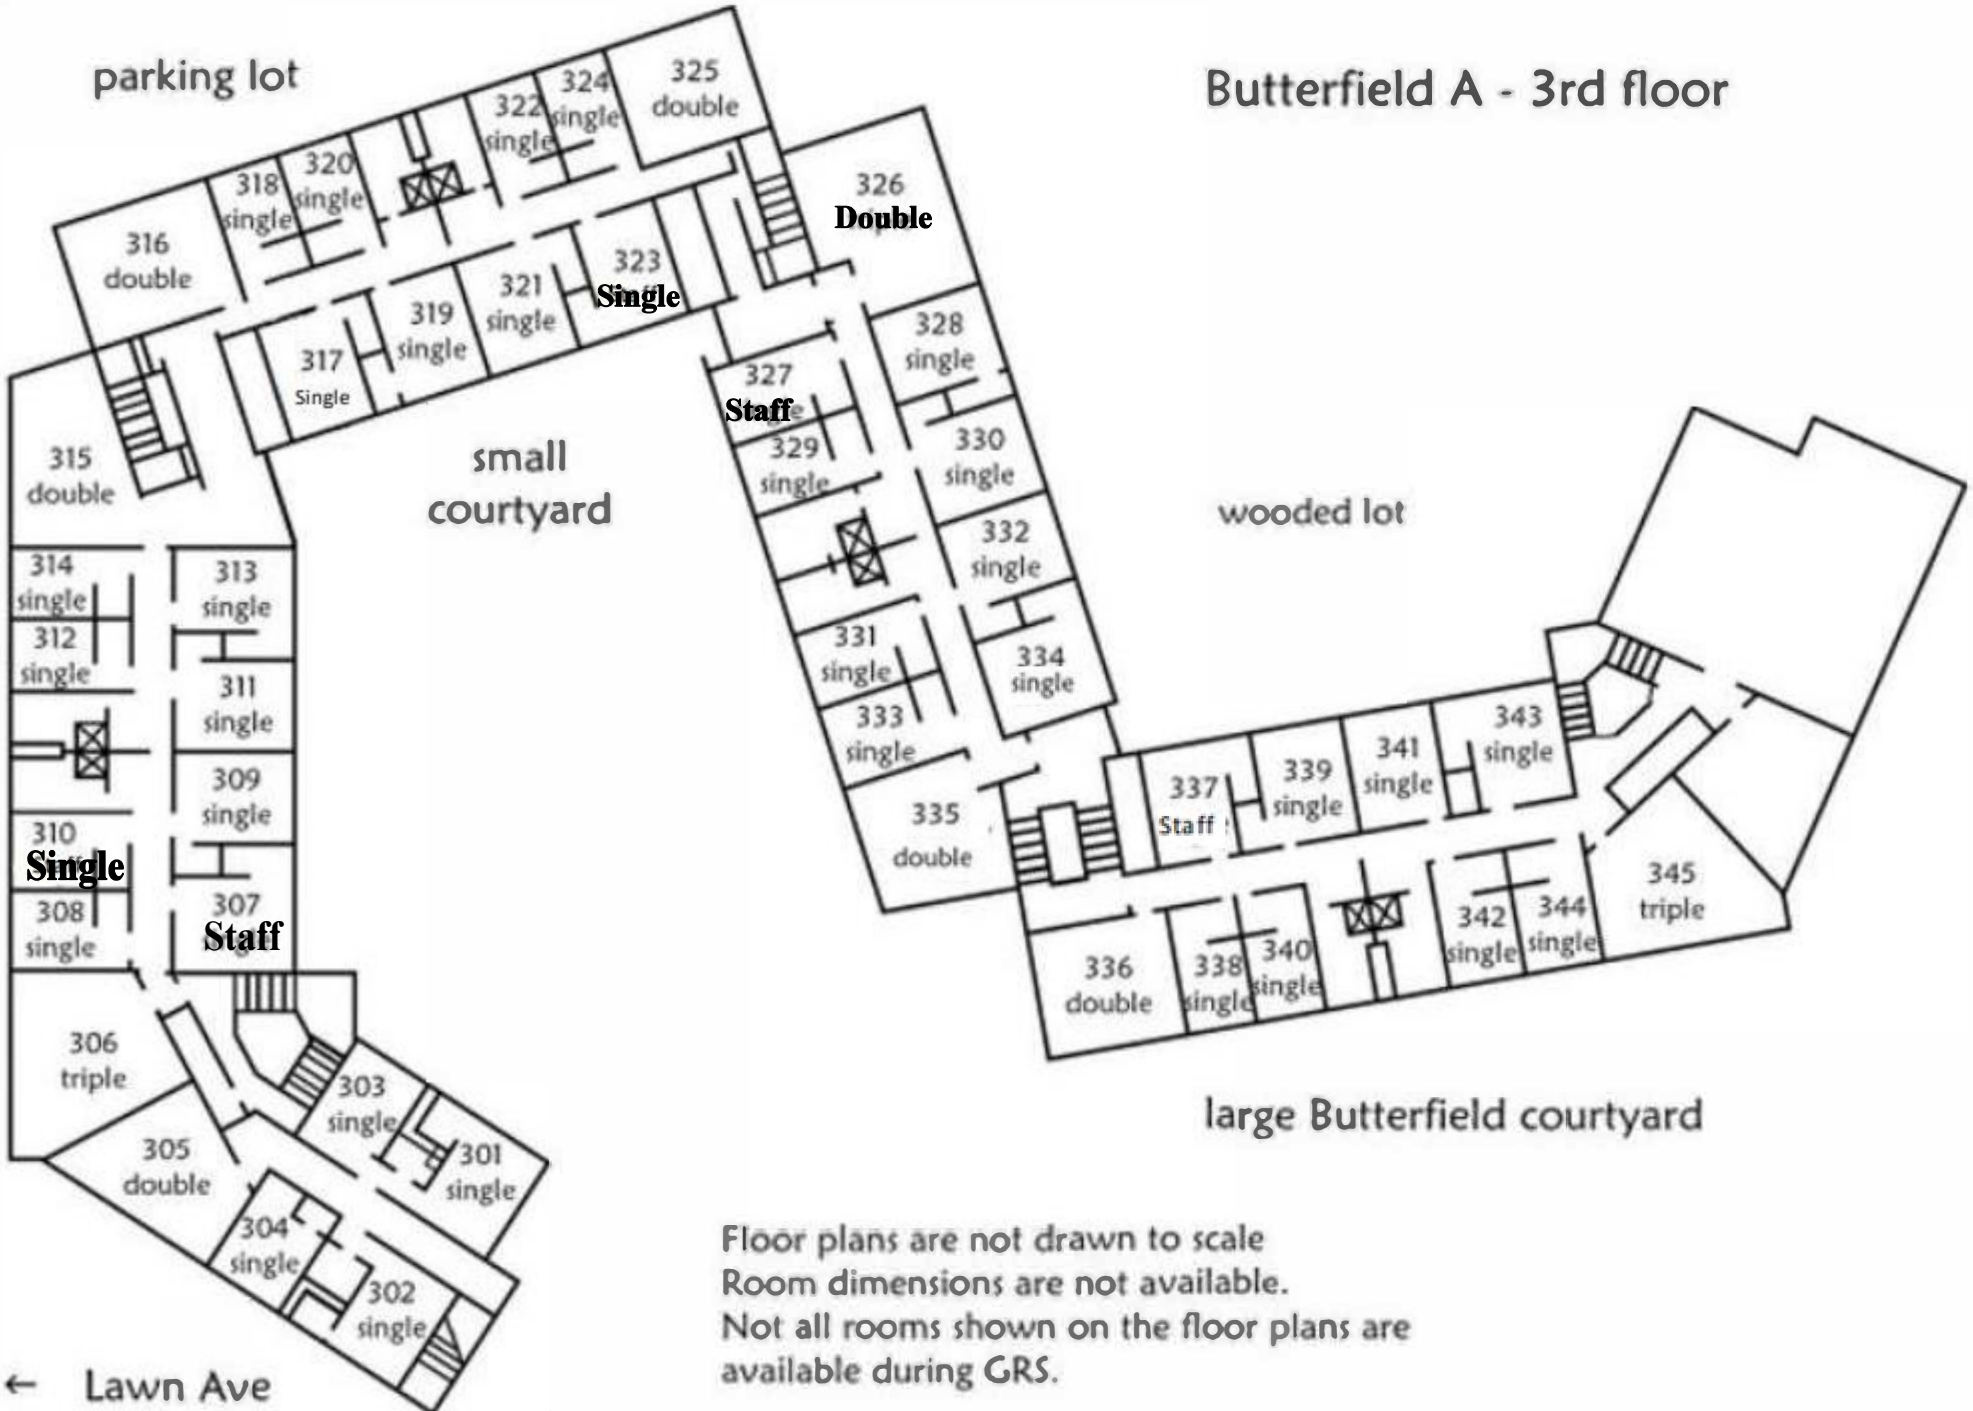 parking lot
Butterfield A - 3rd floor
325
double
324
single
322
single
320
single
318
single
316
double
326
Double
323
Single
321
single
319
single
317
Single
315
double
small
courtyard
327
Staff
328
single
329
single
330
single
332
single
wooded lot
331
single
334
single
333
single
335
double
314
single
313
single
312
single
311
single
309
single
310
Single
308
single
307
Staff
306
triple
305
double
303
single
301
single
304
single
302
single
337
Staff
339
single
341
single
343
single
336
double
338
single
340
single
342
single
344
single
345
triple
large Butterfield courtyard
Floor plans are not drawn to scale
Room dimensions are not available.
Not all rooms shown on the floor plans are
available during GRS.
← Lawn Ave